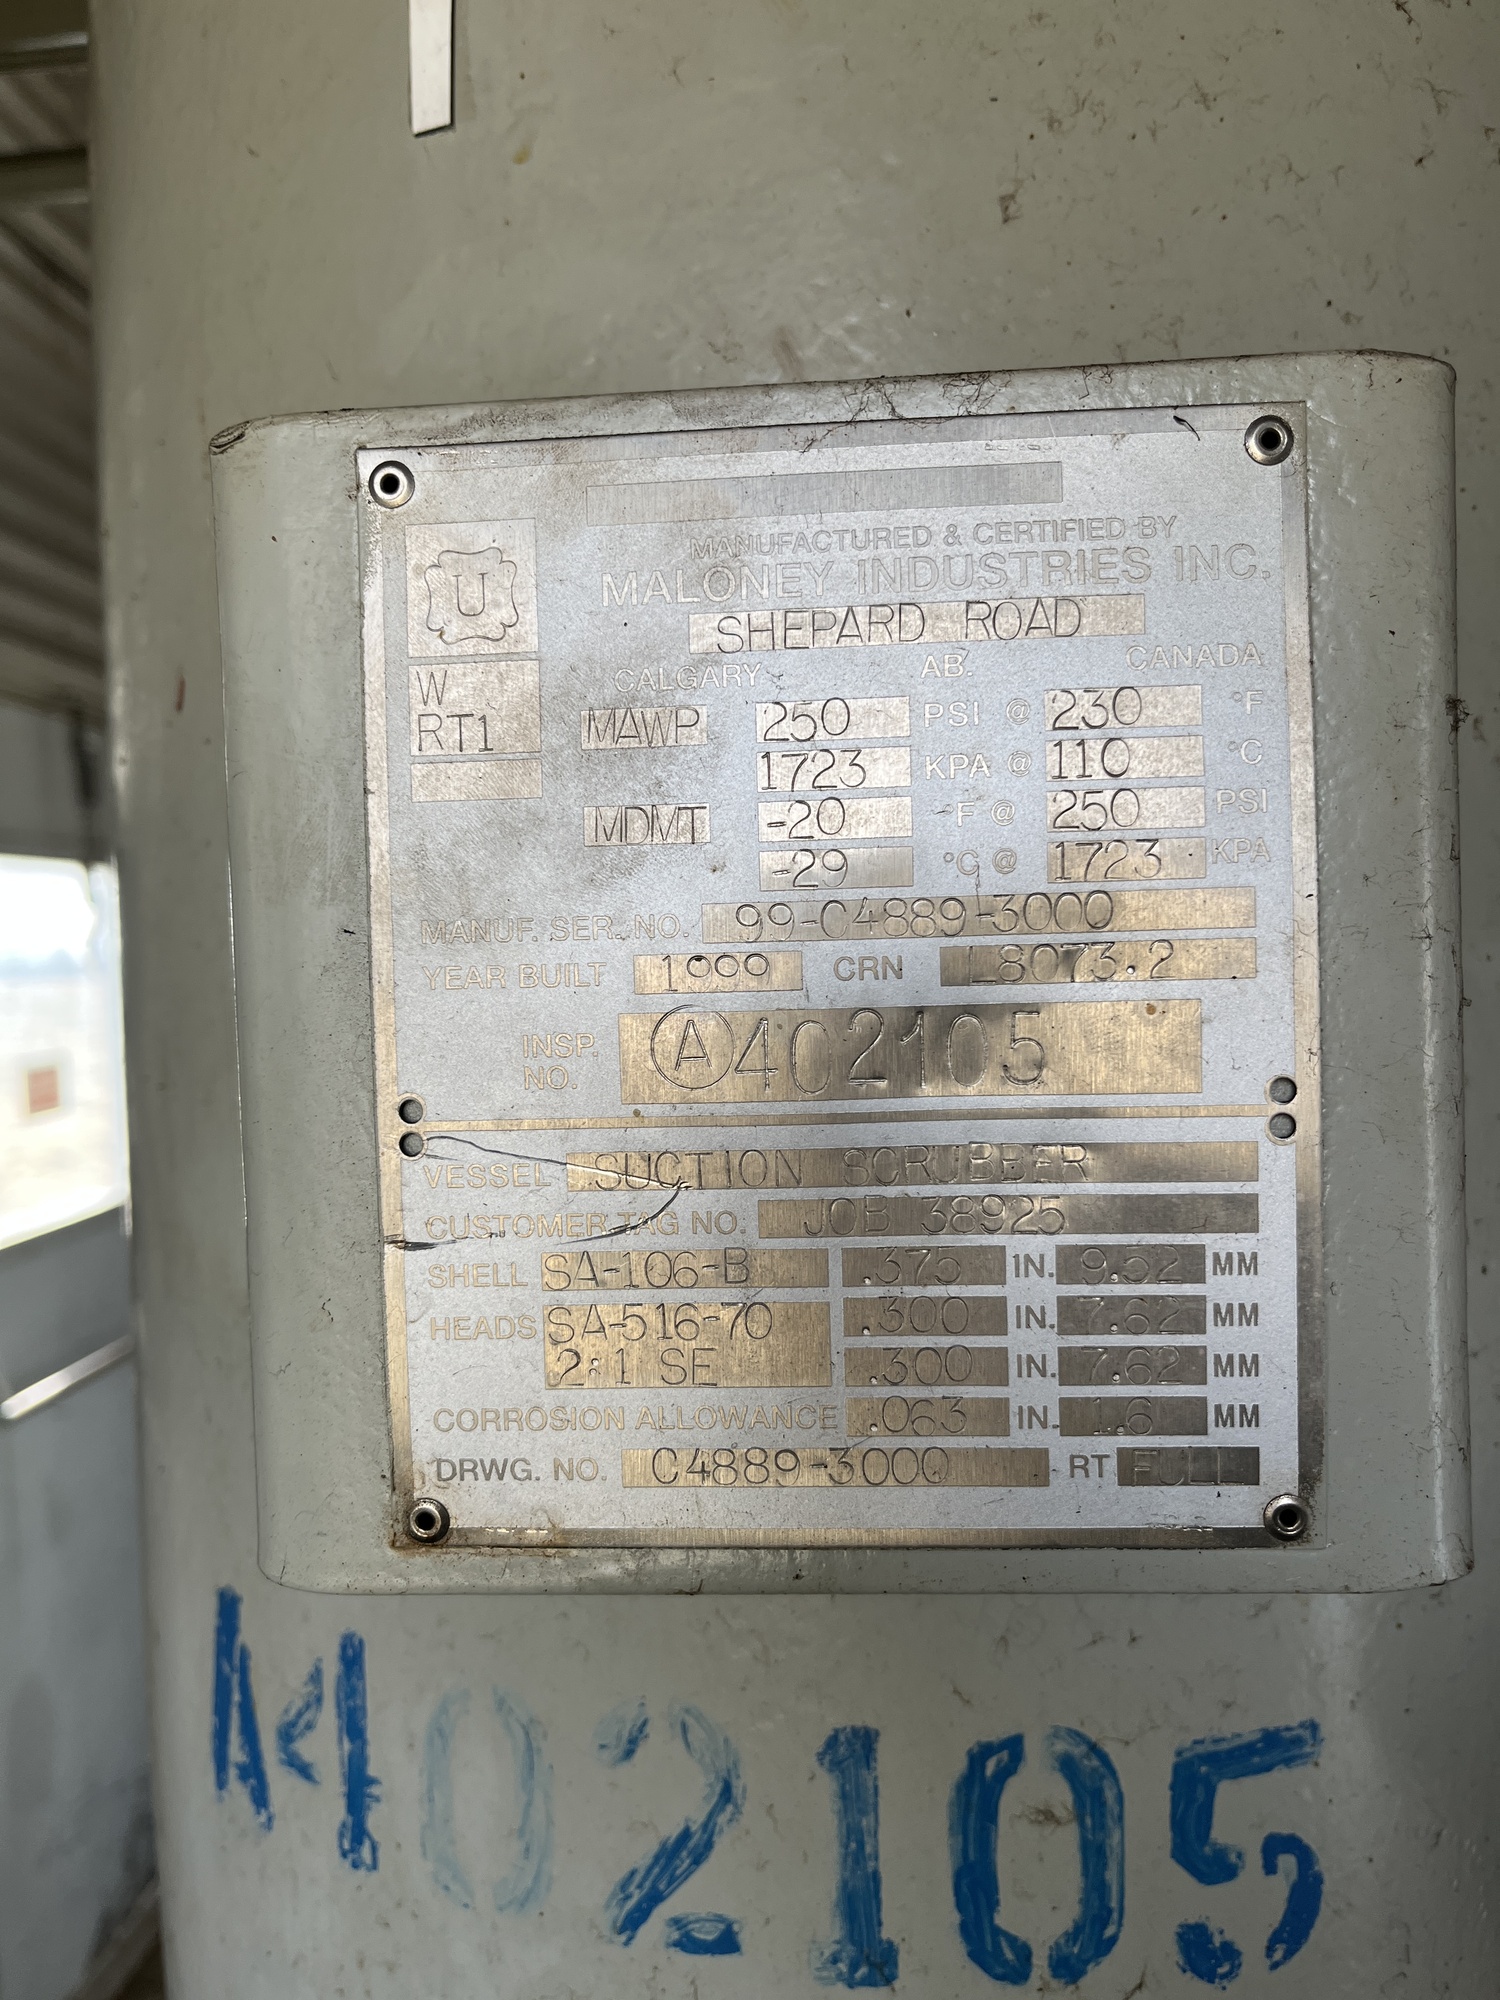 MANUFACTURED & CERTIFIED BY
MALONEY INDUSTRIES INC.
SHEPARD ROAD
CALGARY AB. CANADA
U
W
RT1
MAWP 250 PSI @ 230 °F
1723 KPA @ 110 °C
MDMT -20 °F @ 250 PSI
-29 °C @ 1723 KPA
MANUF. SER. NO. 99-C4889-3000
YEAR BUILT 1999 CRN L8073.2
INSP. NO. A 402105
VESSEL SUCTION SCRUBBER
CUSTOMER TAG NO. JOB 38925
SHELL SA-106-B .375 IN. 9.52 MM
HEADS SA-516-70 .300 IN. 7.62 MM
2:1 SE .300 IN. 7.62 MM
CORROSION ALLOWANCE .063 IN. 1.6 MM
DRWG. NO. C4889-3000 RT FULL
02105